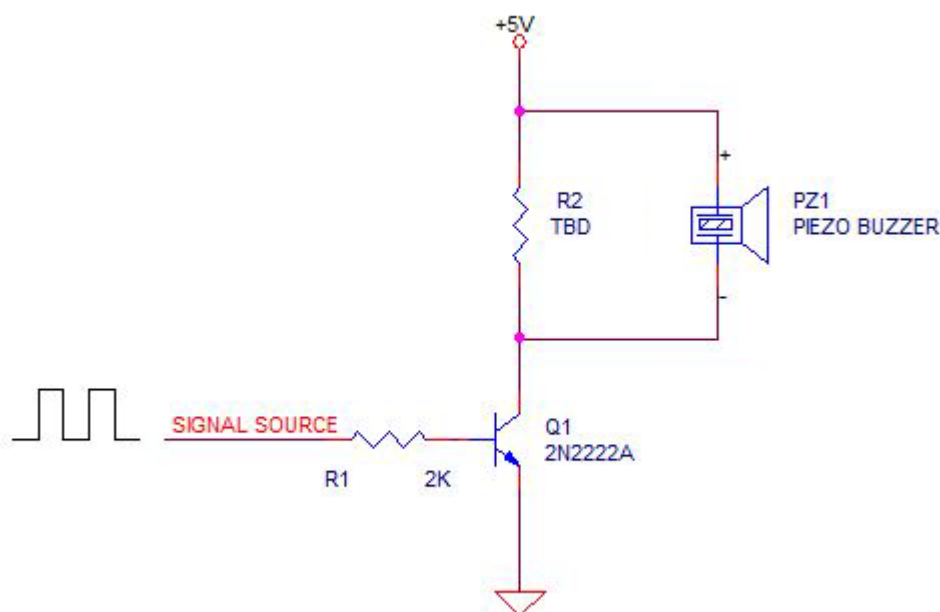 +5V
R2
TBD
+
PZ1
PIEZO BUZZER
-
SIGNAL SOURCE
R1
2K
Q1
2N2222A